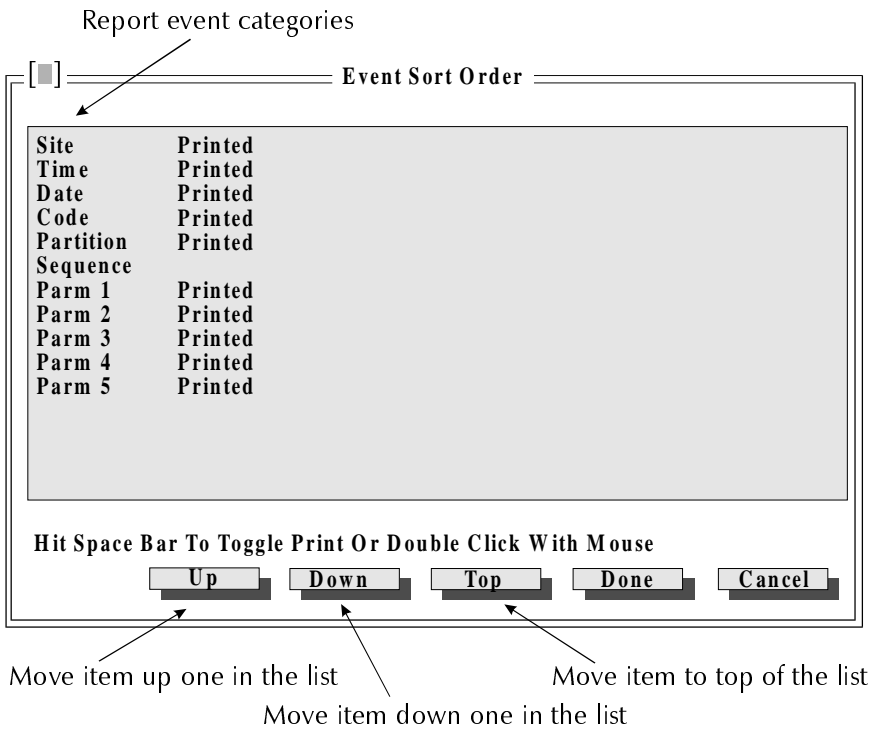 Report event categories
[ ] Event Sort Order
Site Printed
Time Printed
Date Printed
Code Printed
Partition Printed
Sequence
Parm 1 Printed
Parm 2 Printed
Parm 3 Printed
Parm 4 Printed
Parm 5 Printed
Hit Space Bar To Toggle Print Or Double Click With Mouse
Up Down Top Done Cancel
Move item up one in the list
Move item to top of the list
Move item down one in the list